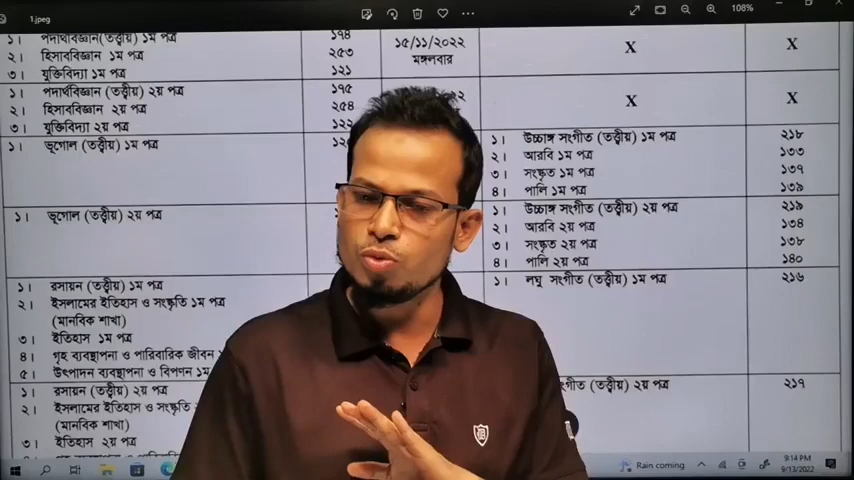 1.jpeg
108%
১। পদার্থবিজ্ঞান(তত্ত্বীয়) ১ম পত্র ১৭৪
২। হিসাববিজ্ঞান ১ম পত্র ২৫৩
৩। যুক্তিবিদ্যা ১ম পত্র ১২১
১৫/১১/২০২২
মঙ্গলবার
X X
১। পদার্থবিজ্ঞান (তত্ত্বীয়) ২য় পত্র ১৭৫
২। হিসাববিজ্ঞান ২য় পত্র ২৫৪
৩। যুক্তিবিদ্যা ২য় পত্র
X X
১। ভূগোল (তত্ত্বীয়) ১ম পত্র
১। উচ্চাঙ্গ সংগীত (তত্ত্বীয়) ১ম পত্র ২১৮
২। আরবি ১ম পত্র ১৩৩
৩। সংস্কৃত ১ম পত্র ১৩৭
৪। পালি ১ম পত্র ১৩৯
১। ভূগোল (তত্ত্বীয়) ২য় পত্র
১। উচ্চাঙ্গ সংগীত (তত্ত্বীয়) ২য় পত্র ২১৯
২। আরবি ২য় পত্র ১৩৪
৩। সংস্কৃত ২য় পত্র ১৩৮
৪। পালি ২য় পত্র ১৪০
১। রসায়ন (তত্ত্বীয়) ১ম পত্র
২। ইসলামের ইতিহাস ও সংস্কৃতি ১ম পত্র
(মানবিক শাখা)
৩। ইতিহাস ১ম পত্র
৪। গৃহ ব্যবস্থাপনা ও পারিবারিক জীবন
৫। উৎপাদন ব্যবস্থাপনা ও বিপণন ১ম
১। লঘু সংগীত (তত্ত্বীয়) ১ম পত্র ২১৬
১। রসায়ন (তত্ত্বীয়) ২য় পত্র
২। ইসলামের ইতিহাস ও সংস্কৃতি
(মানবিক শাখা)
৩। ইতিহাস ২য় পত্র
(তত্ত্বীয়) ২য় পত্র ২১৭
Rain coming
9:14 PM
9/13/2022